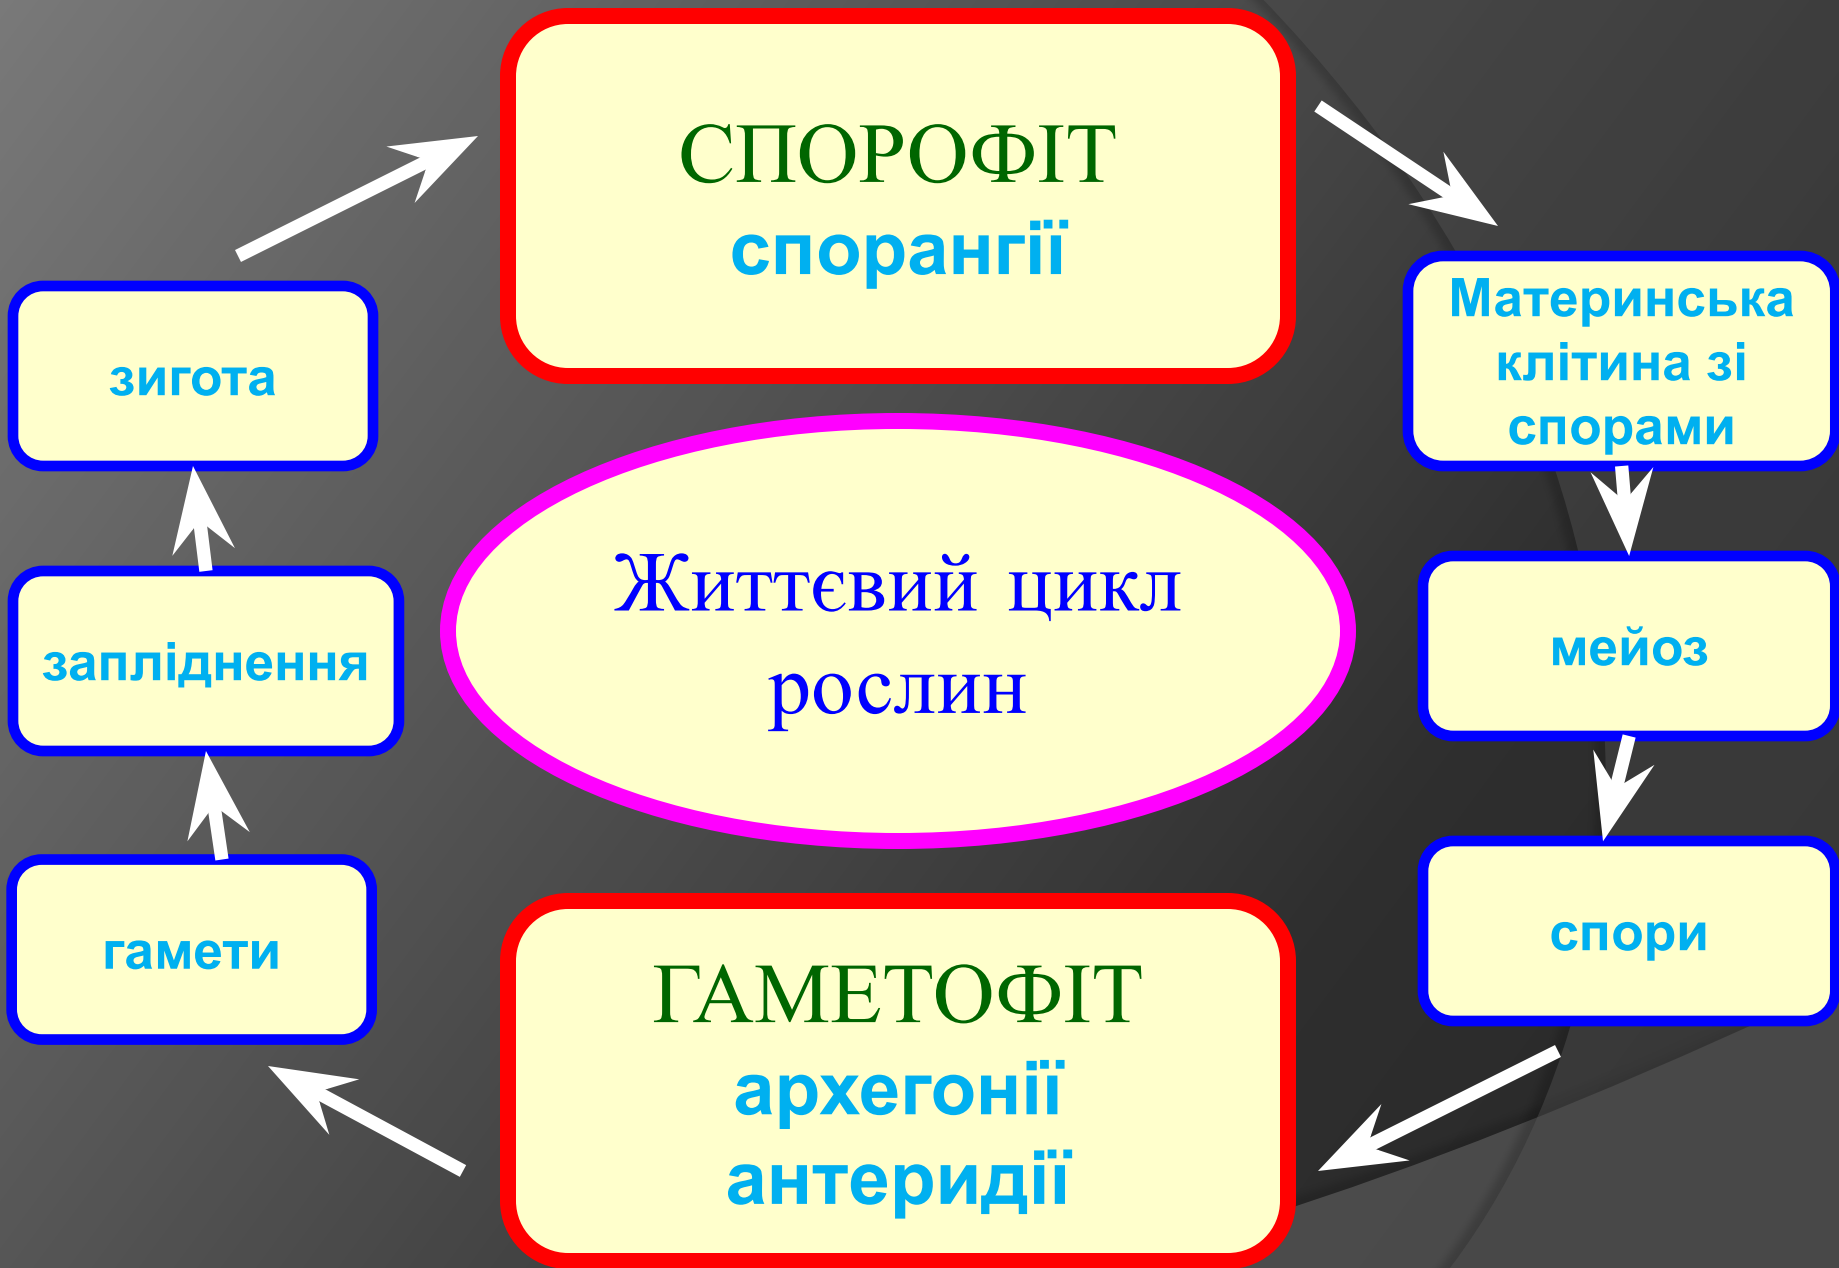 СПОРОФІТ
спорангії
Материнська
клітина зі
спорами
зигота
Життєвий цикл
рослин
запліднення
мейоз
гамети
спори
ГАМЕТОФІТ
архегонії
антеридії